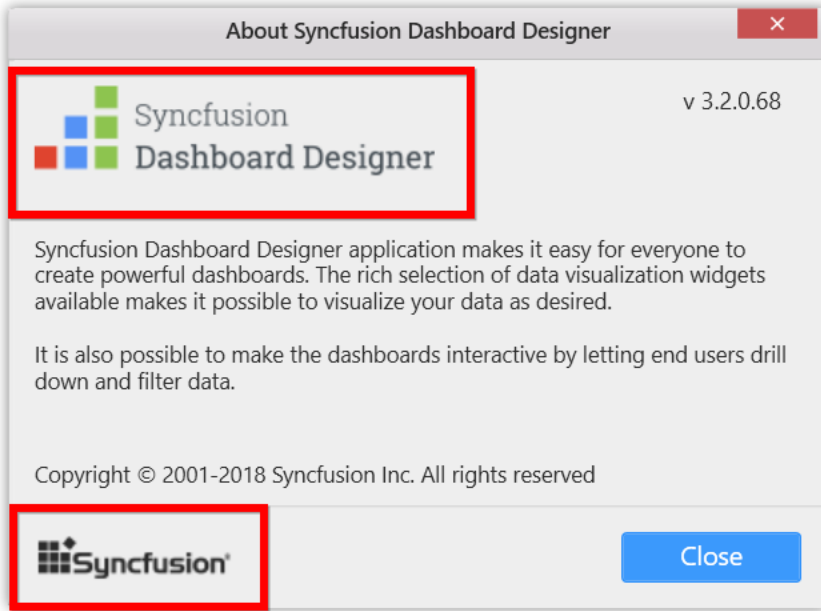 About Syncfusion Dashboard Designer
Syncfusion
Dashboard Designer
v 3.2.0.68
Syncfusion Dashboard Designer application makes it easy for everyone to
create powerful dashboards. The rich selection of data visualization widgets
available makes it possible to visualize your data as desired.
It is also possible to make the dashboards interactive by letting end users drill
down and filter data.
Copyright © 2001-2018 Syncfusion Inc. All rights reserved
Syncfusion®
Close